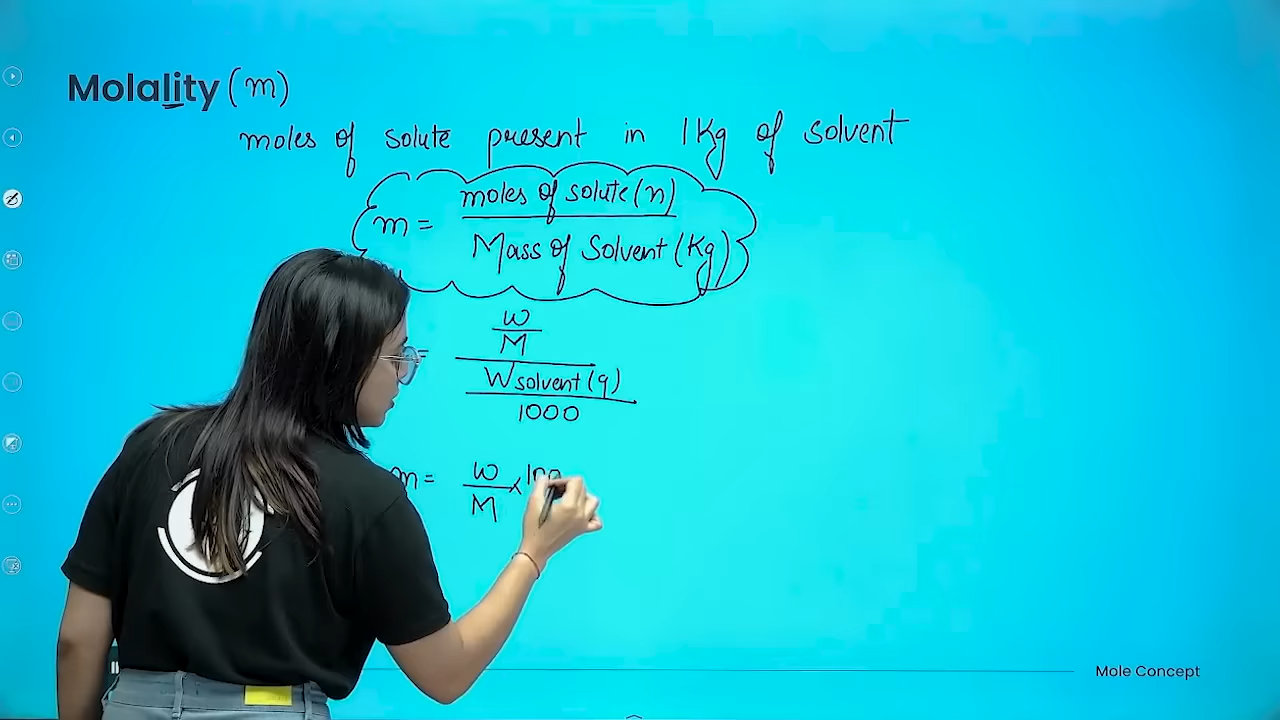 Molality (m)
moles of solute present in 1Kg of solvent
m = moles of solute (n)
Mass of Solvent (Kg)
= w
M
Wsolvent (g)
1000
m = w × 100
M
Mole Concept